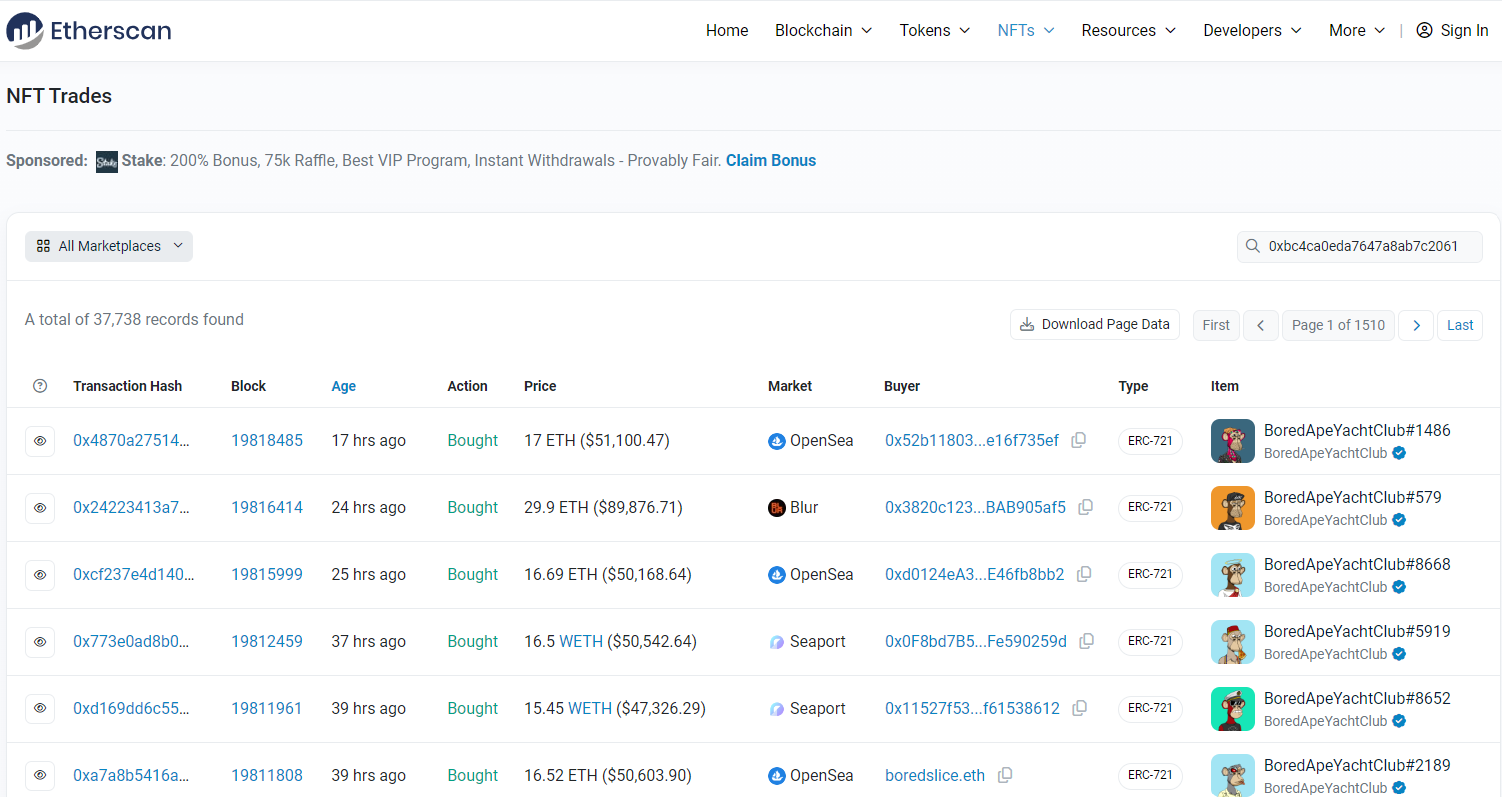 Etherscan
Home Blockchain Tokens NFTs Resources Developers More | Sign In
NFT Trades
Sponsored: Stake Stake: 200% Bonus, 75k Raffle, Best VIP Program, Instant Withdrawals - Provably Fair. Claim Bonus
All Marketplaces 0xbc4ca0eda7647a8ab7c2061
A total of 37,738 records found Download Page Data First Page 1 of 1510 Last
Transaction Hash Block Age Action Price Market Buyer Type Item
0x4870a27514... 19818485 17 hrs ago Bought 17 ETH ($51,100.47) OpenSea 0x52b11803...e16f735ef ERC-721 BoredApeYachtClub#1486
BoredApeYachtClub
0x24223413a7... 19816414 24 hrs ago Bought 29.9 ETH ($89,876.71) Blur 0x3820c123...BAB905af5 ERC-721 BoredApeYachtClub#579
BoredApeYachtClub
0xcf237e4d140... 19815999 25 hrs ago Bought 16.69 ETH ($50,168.64) OpenSea 0xd0124eA3...E46fb8bb2 ERC-721 BoredApeYachtClub#8668
BoredApeYachtClub
0x773e0ad8b0... 19812459 37 hrs ago Bought 16.5 WETH ($50,542.64) Seaport 0x0F8bd7B5...Fe590259d ERC-721 BoredApeYachtClub#5919
BoredApeYachtClub
0xd169dd6c55... 19811961 39 hrs ago Bought 15.45 WETH ($47,326.29) Seaport 0x11527f53...f61538612 ERC-721 BoredApeYachtClub#8652
BoredApeYachtClub
0xa7a8b5416a... 19811808 39 hrs ago Bought 16.52 ETH ($50,603.90) OpenSea boredslice.eth ERC-721 BoredApeYachtClub#2189
BoredApeYachtClub